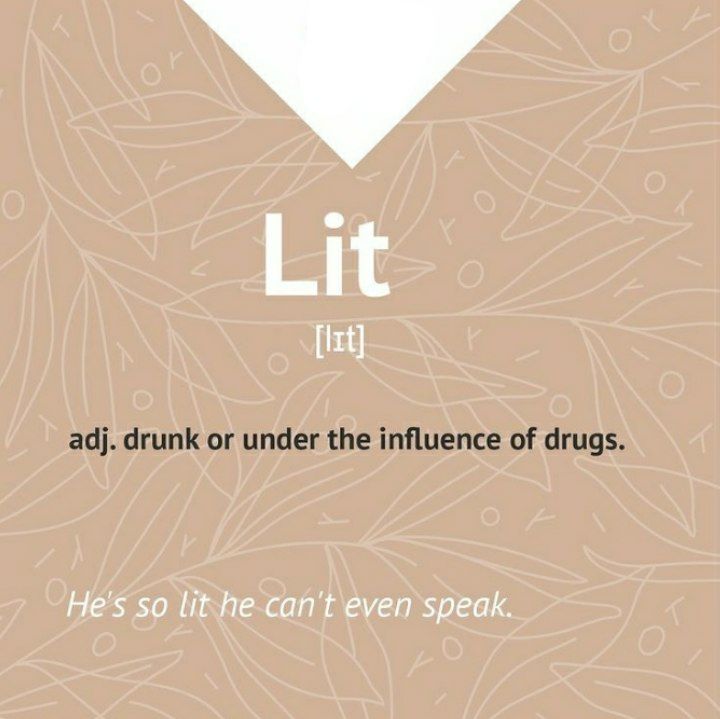 Lit
[lɪt]
adj. drunk or under the influence of drugs.
He's so lit he can't even speak.